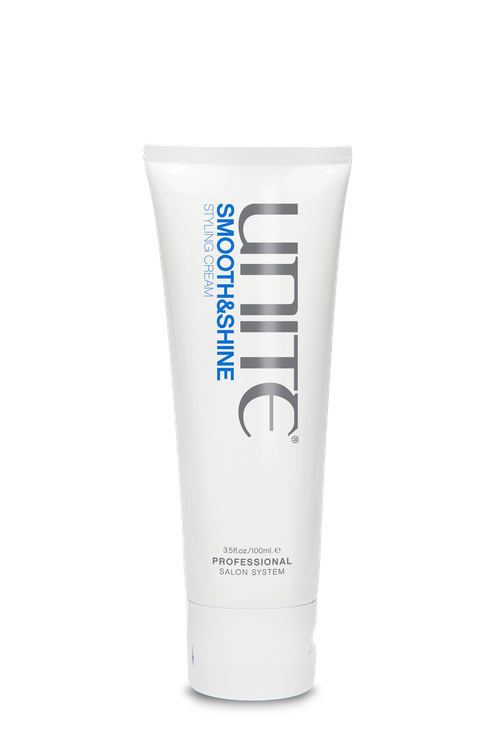 UNITE®
SMOOTH&SHINE
STYLING CREAM
3.5fl.oz./100ml. ℮
PROFESSIONAL
SALON SYSTEM